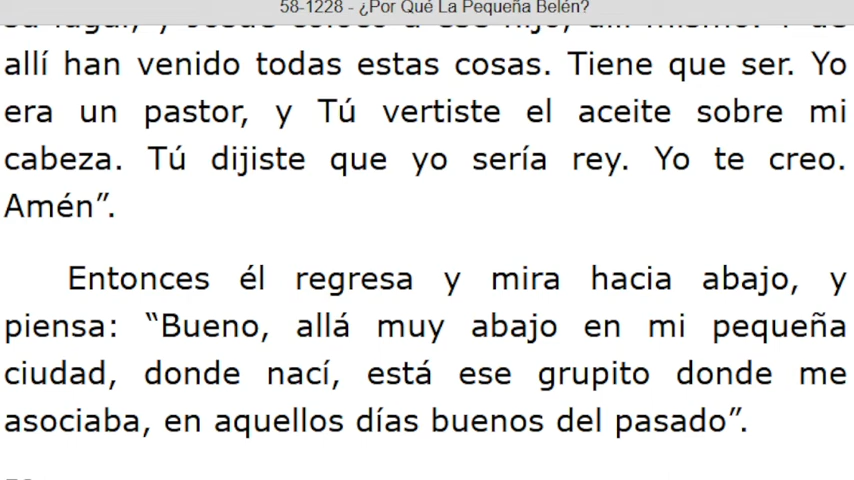 58-1228 - ¿Por Qué La Pequeña Belén?
allí han venido todas estas cosas. Tiene que ser. Yo
era un pastor, y Tú vertiste el aceite sobre mi
cabeza. Tú dijiste que yo sería rey. Yo te creo.
Amén”.
Entonces él regresa y mira hacia abajo, y
piensa: “Bueno, allá muy abajo en mi pequeña
ciudad, donde nací, está ese grupito donde me
asociaba, en aquellos días buenos del pasado”.